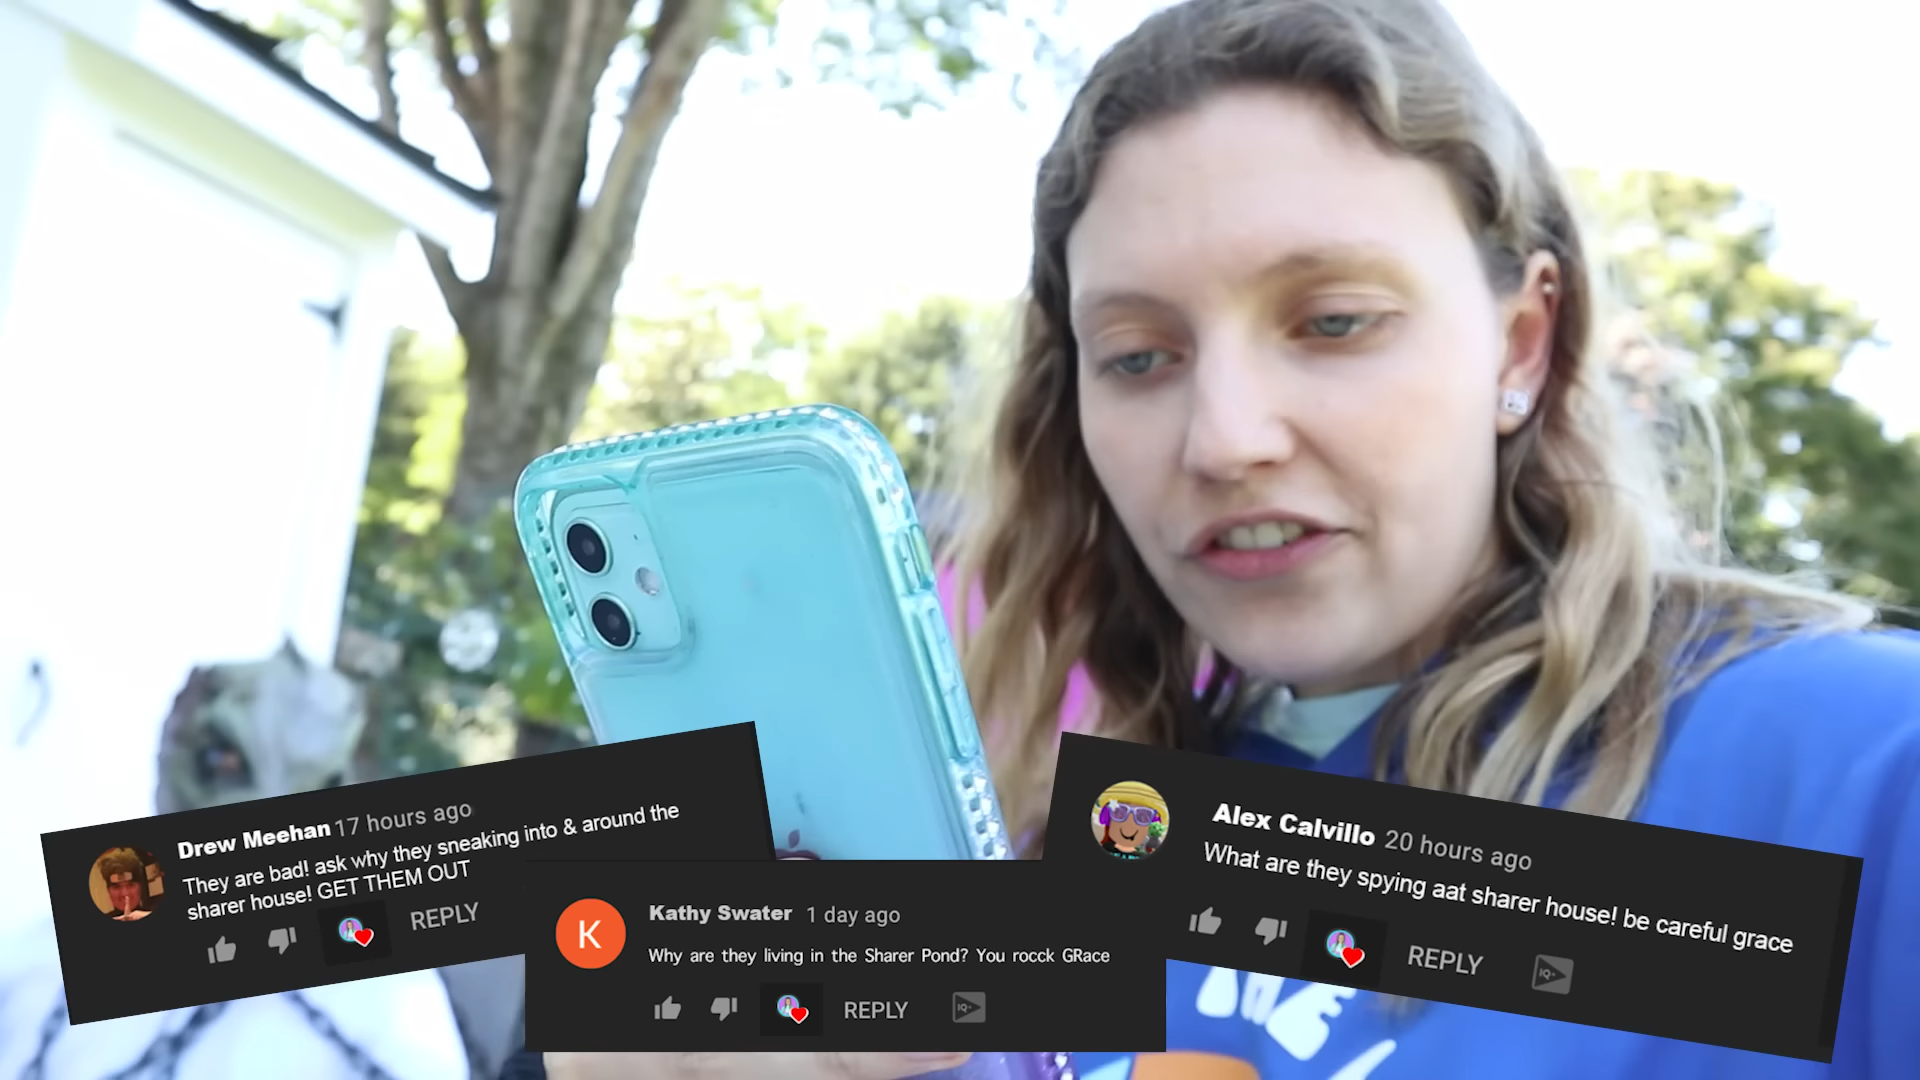 Drew Meehan 17 hours ago
They are bad! ask why they sneaking into & around the
sharer house! GET THEM OUT
REPLY
K
Kathy Swater 1 day ago
Why are they living in the Sharer Pond? You rocck GRace
REPLY
IQ
Alex Calvillo 20 hours ago
What are they spying aat sharer house! be careful grace
REPLY
IQ